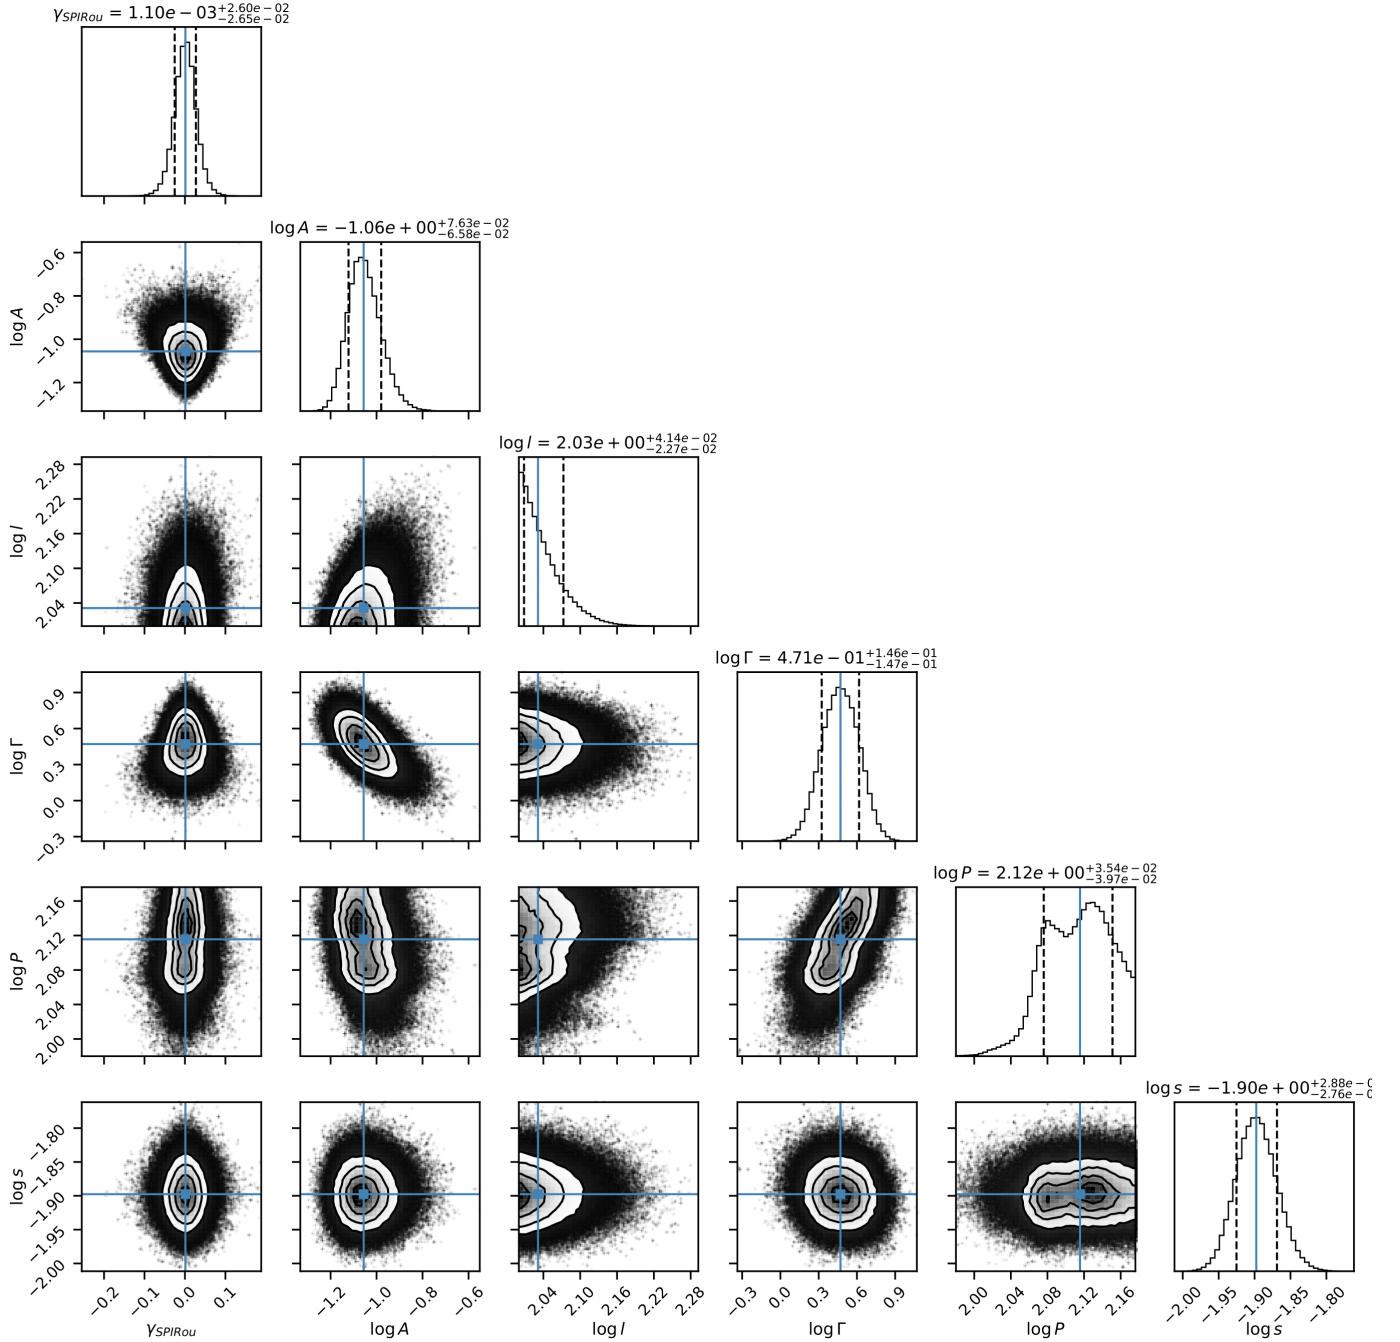 γ_SPIRou = 1.10e − 03 +2.60e − 02 −2.65e − 02
log A = −1.06e + 00 +7.63e − 02 −6.58e − 02
−0.6
−0.8
−1.0
−1.2
log A
log l = 2.03e + 00 +4.14e − 02 −2.27e − 02
2.28
2.22
2.16
2.10
2.04
log l
log Γ = 4.71e − 01 +1.46e − 01 −1.47e − 01
0.9
0.6
0.3
0.0
−0.3
log Γ
log P = 2.12e + 00 +3.54e − 02 −3.97e − 02
2.16
2.12
2.08
2.04
2.00
log P
log s = −1.90e + 00 +2.88e − 0 −2.76e − 0
−1.80
−1.85
−1.90
−1.95
−2.00
log s
−0.2 −0.1 0.0 0.1
−1.2 −1.0 −0.8 −0.6
2.04 2.10 2.16 2.22 2.28
−0.3 0.0 0.3 0.6 0.9
2.00 2.04 2.08 2.12 2.16
−2.00 −1.95 −1.90 −1.85 −1.80
γ_SPIRou log A log l log Γ log P log s